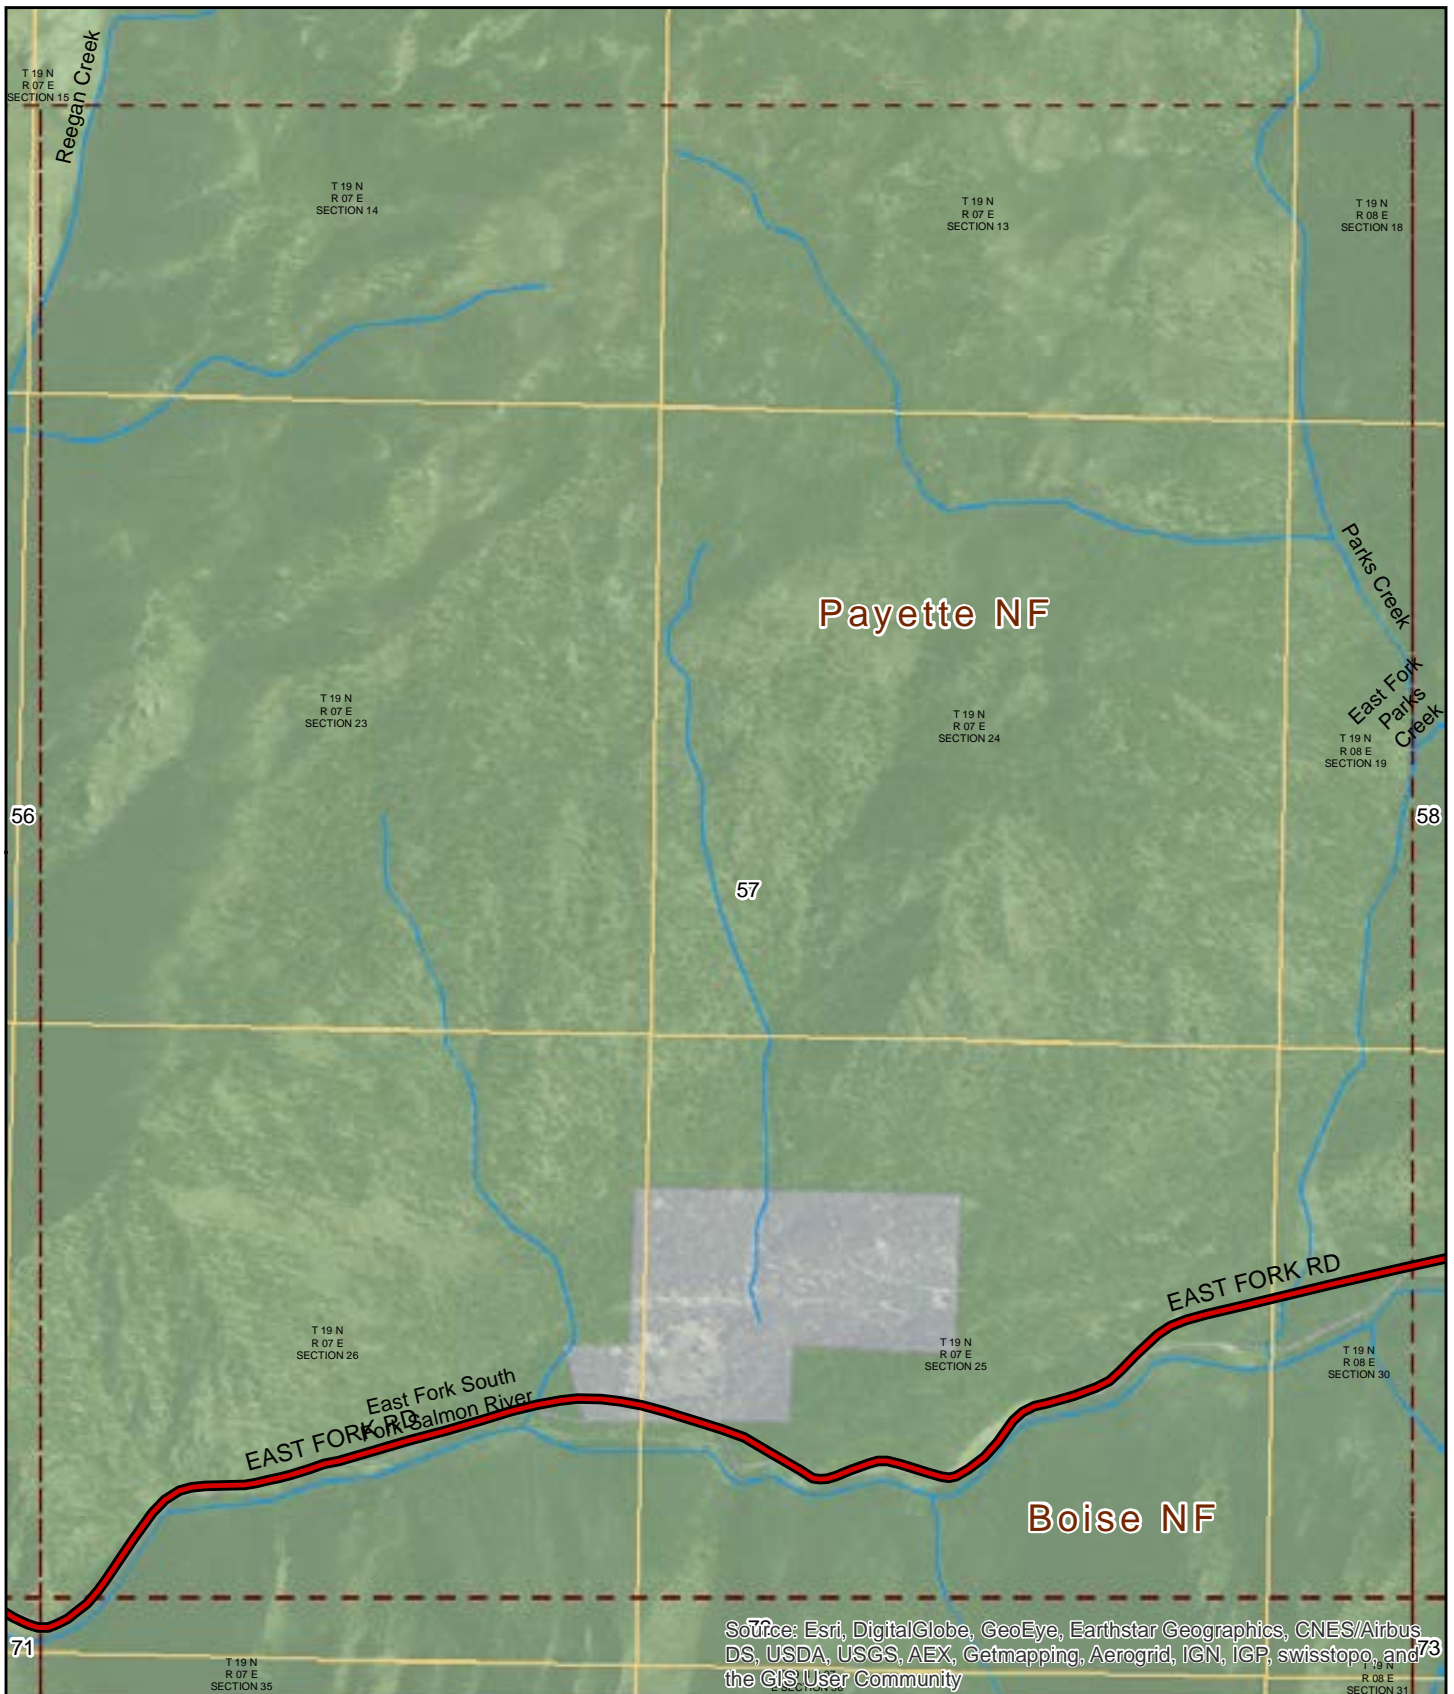 Reegan Creek
T 19 N
R 07 E
SECTION 15
T 19 N
R 07 E
SECTION 14
T 19 N
R 07 E
SECTION 13
T 19 N
R 08 E
SECTION 18
Parks Creek
Payette NF
East Fork
Parks
Creek
T 19 N
R 07 E
SECTION 23
T 19 N
R 07 E
SECTION 24
T 19 N
R 08 E
SECTION 19
56
58
57
EAST FORK RD
T 19 N
R 07 E
SECTION 26
T 19 N
R 07 E
SECTION 25
T 19 N
R 08 E
SECTION 30
East Fork South
Fork Salmon River
EAST FORK RD
Boise NF
71
73
T 19 N
R 07 E
SECTION 35
Source: Esri, DigitalGlobe, GeoEye, Earthstar Geographics, CNES/Airbus
DS, USDA, USGS, AEX, Getmapping, Aerogrid, IGN, IGP, swisstopo, and
the GIS User Community
T 19 N
R 08 E
SECTION 31